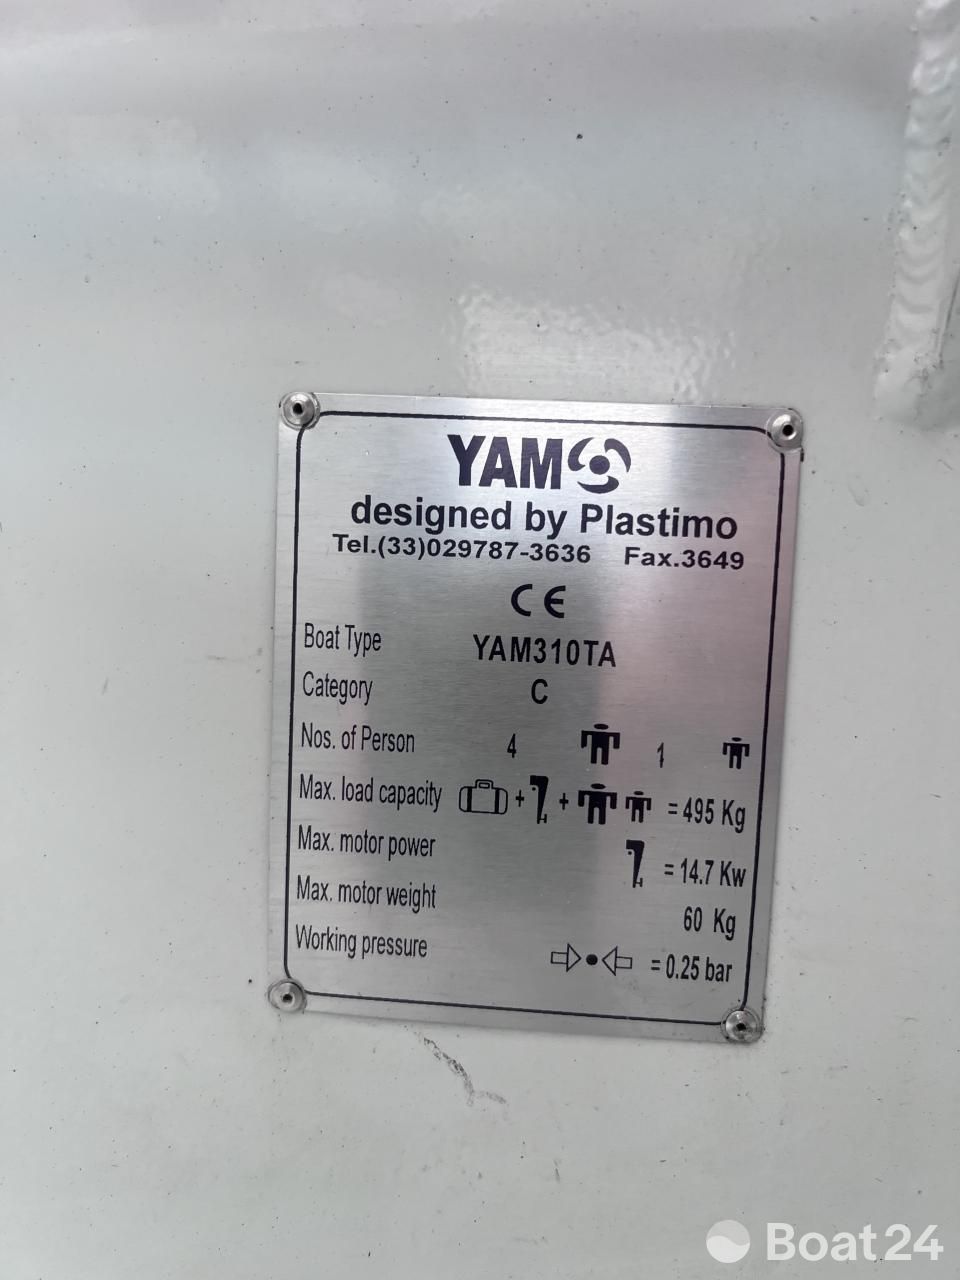 YAM
designed by Plastimo
Tel.(33)029787-3636 Fax.3649
CE
Boat Type YAM310TA
Category C
Nos. of Person 4 1
Max. load capacity + + = 495 Kg
Max. motor power = 14.7 Kw
Max. motor weight 60 Kg
Working pressure = 0.25 bar
Boat24